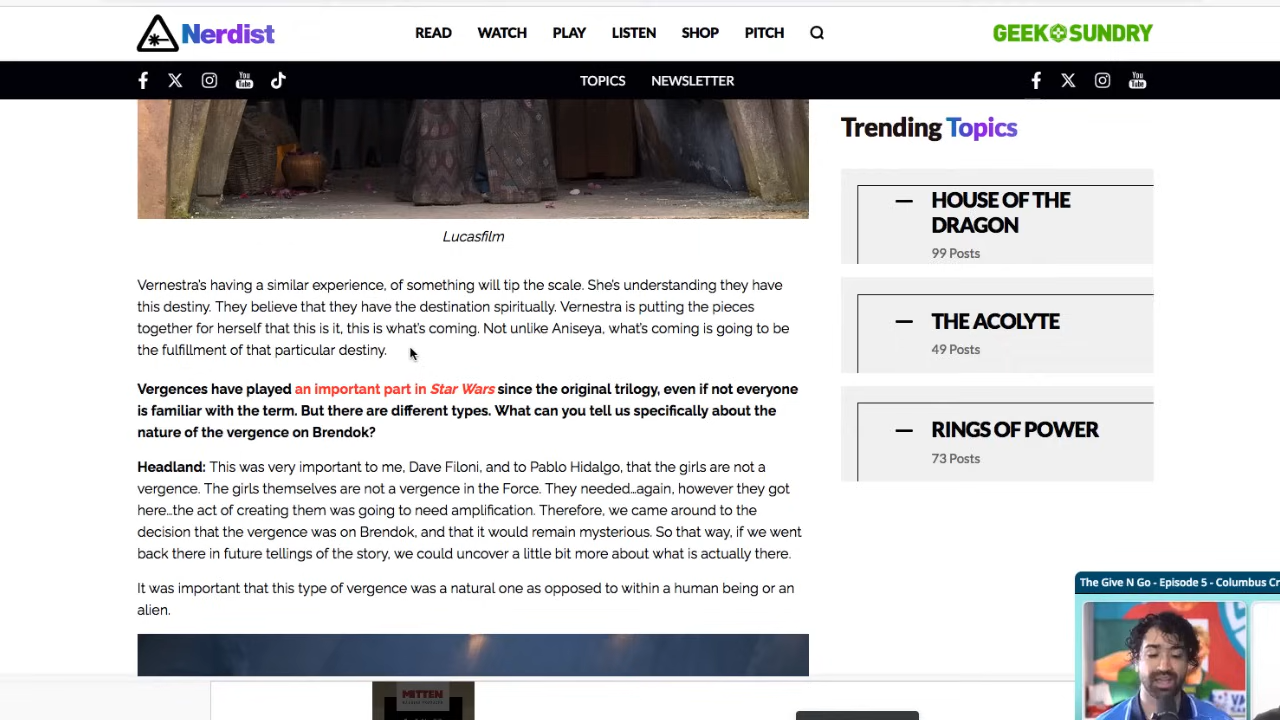 Nerdist
READ WATCH PLAY LISTEN SHOP PITCH
GEEK SUNDRY
You Tube
TOPICS NEWSLETTER
You Tube
Lucasfilm
Vernestra's having a similar experience, of something will tip the scale. She's understanding they have
this destiny. They believe that they have the destination spiritually. Vernestra is putting the pieces
together for herself that this is it, this is what's coming. Not unlike Aniseya, what's coming is going to be
the fulfillment of that particular destiny.
Vergences have played an important part in Star Wars since the original trilogy, even if not everyone
is familiar with the term. But there are different types. What can you tell us specifically about the
nature of the vergence on Brendok?
Headland: This was very important to me, Dave Filoni, and to Pablo Hidalgo, that the girls are not a
vergence. The girls themselves are not a vergence in the Force. They needed…again, however they got
here…the act of creating them was going to need amplification. Therefore, we came around to the
decision that the vergence was on Brendok, and that it would remain mysterious. So that way, if we went
back there in future tellings of the story, we could uncover a little bit more about what is actually there.
It was important that this type of vergence was a natural one as opposed to within a human being or an
alien.
Trending Topics
HOUSE OF THE
DRAGON
99 Posts
THE ACOLYTE
49 Posts
RINGS OF POWER
73 Posts
The Give N Go - Episode 5 - Columbus Cr
MITTEN